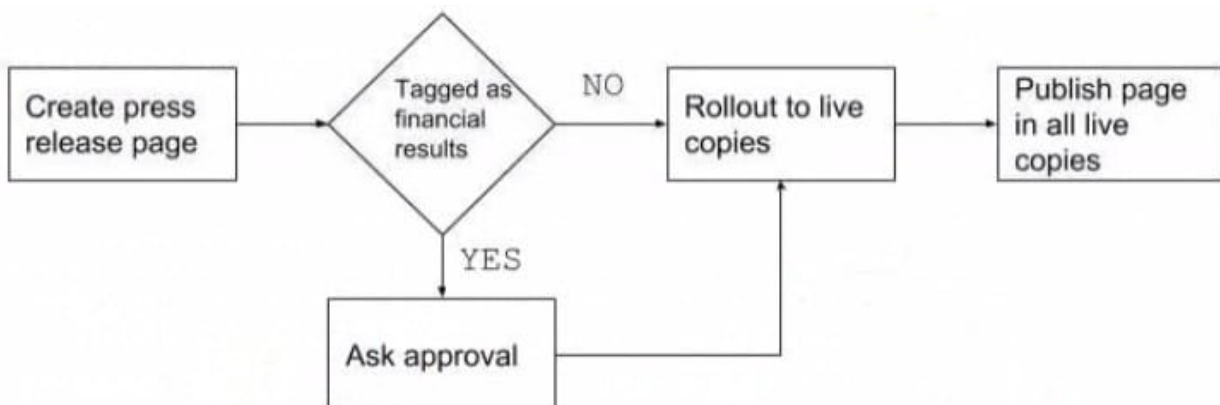 Create press
release page
Tagged as
financial
results
NO
Rollout to live
copies
Publish page
in all live
copies
YES
Ask approval